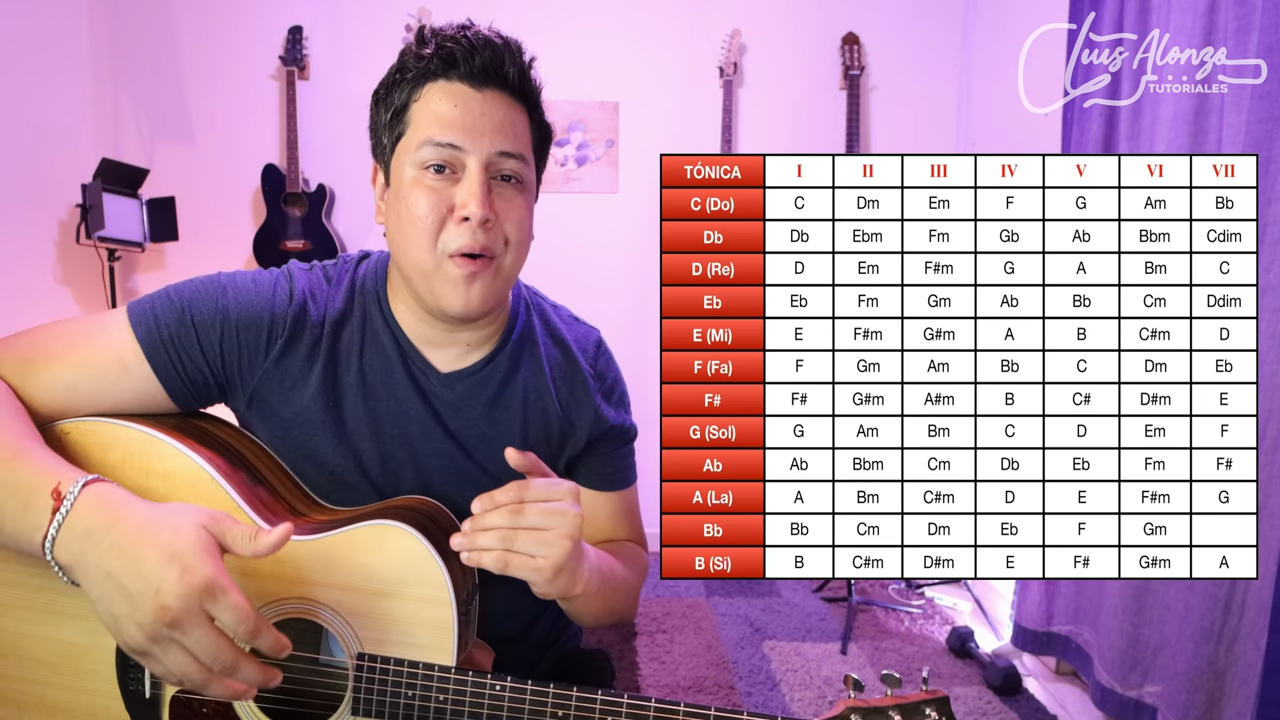 Luis Alonzo
TUTORIALES
TÓNICA I II III IV V VI VII
C (Do) C Dm Em F G Am Bb
Db Db Ebm Fm Gb Ab Bbm Cdim
D (Re) D Em F#m G A Bm C
Eb Eb Fm Gm Ab Bb Cm Ddim
E (Mi) E F#m G#m A B C#m D
F (Fa) F Gm Am Bb C Dm Eb
F# F# G#m A#m B C# D#m E
G (Sol) G Am Bm C D Em F
Ab Ab Bbm Cm Db Eb Fm F#
A (La) A Bm C#m D E F#m G
Bb Bb Cm Dm Eb F Gm
B (Si) B C#m D#m E F# G#m A